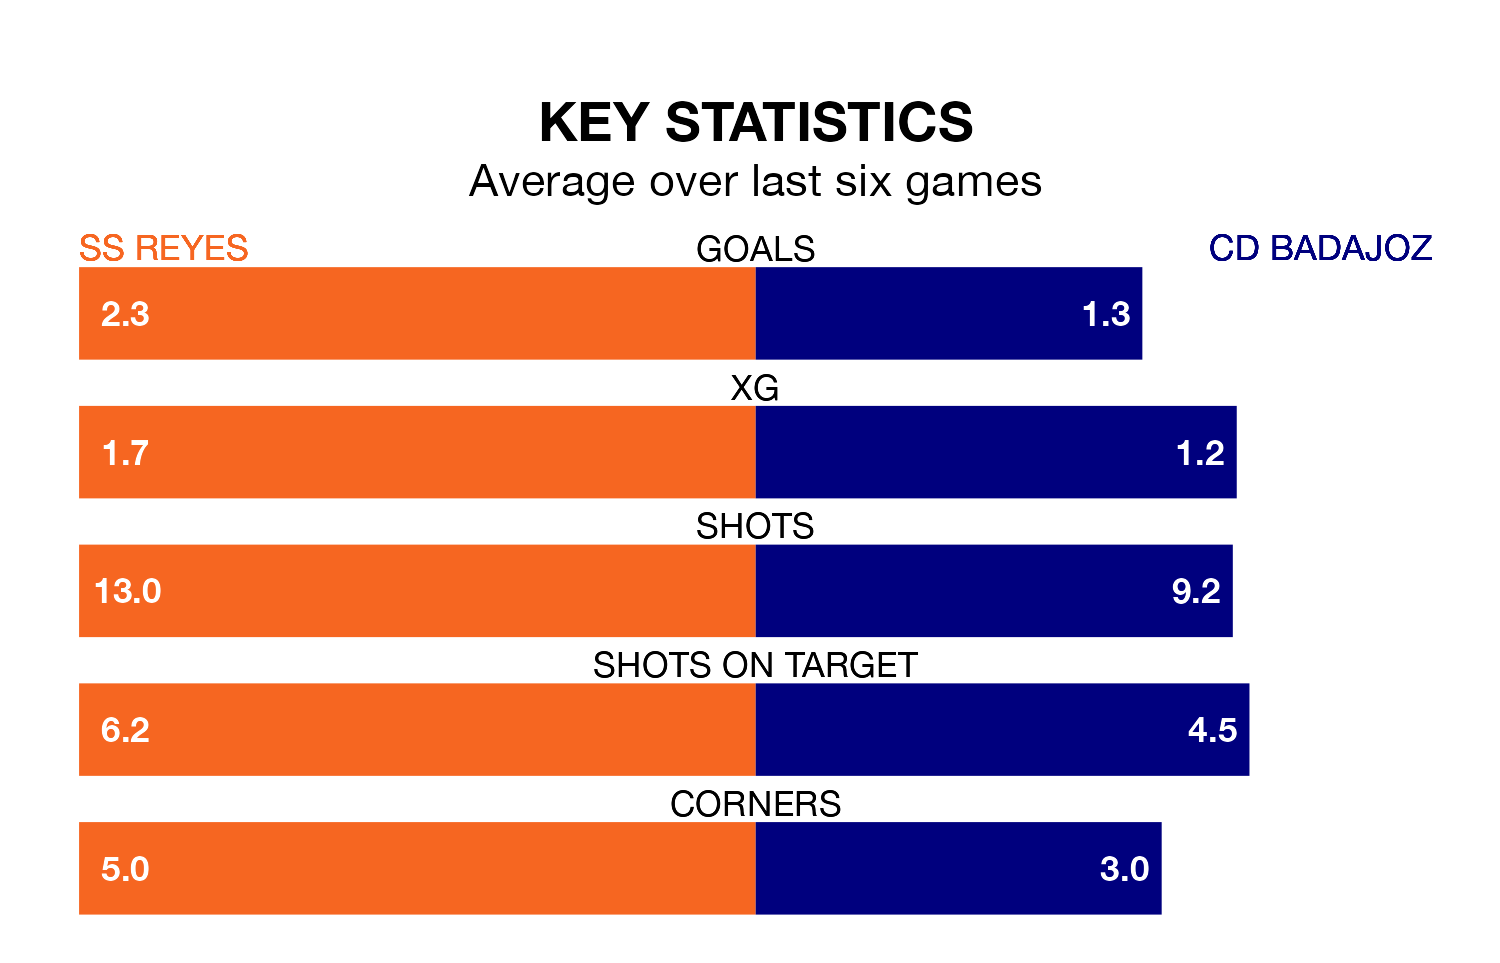 KEY STATISTICS
Average over last six games
SS REYES GOALS CD BADAJOZ
2.3 1.3
XG
1.7 1.2
SHOTS
13.0 9.2
SHOTS ON TARGET
6.2 4.5
CORNERS
5.0 3.0